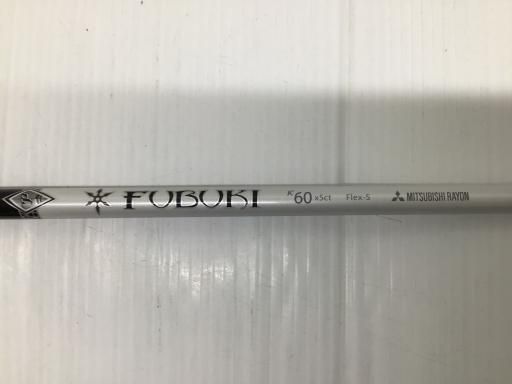 FUBUKI K 60 x5ct Flex-S MITSUBISHI RAYON